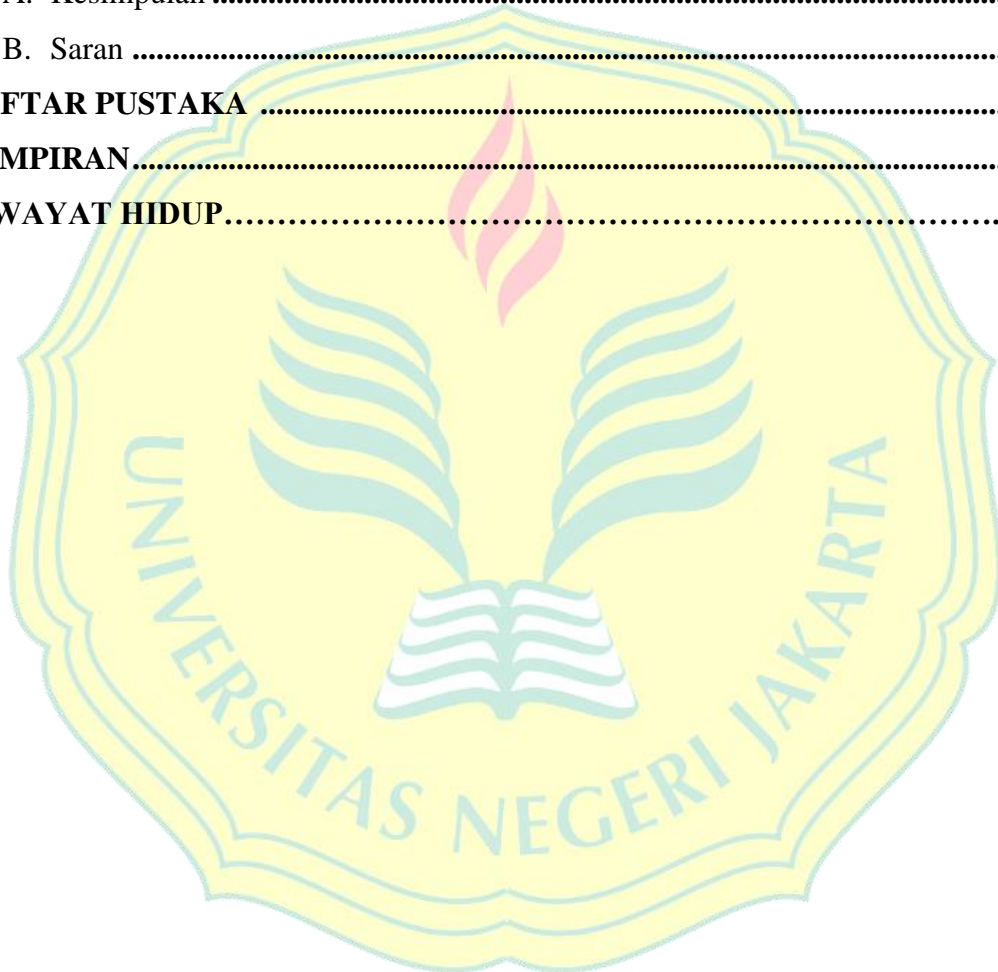 A. Kesimpulan ................................................................................
B. Saran ................................................................................
FTAR PUSTAKA ................................................................................
MPIRAN................................................................................
WAYAT HIDUP………………………………………………………………………..
UNIVERSITAS NEGERI JAKARTA